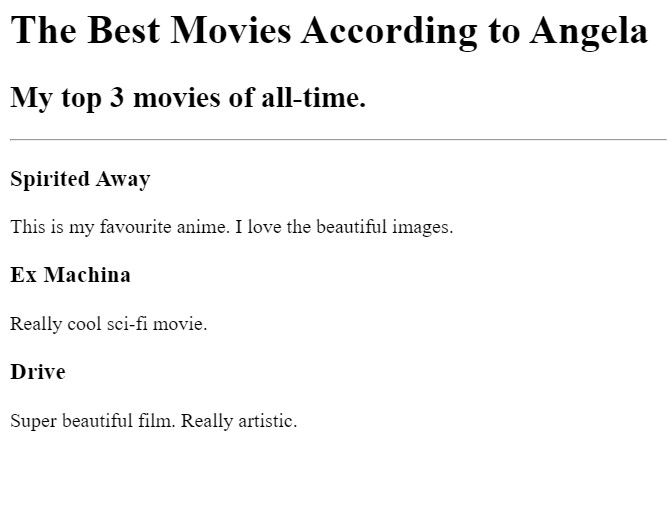 The Best Movies According to Angela
My top 3 movies of all-time.
Spirited Away
This is my favourite anime. I love the beautiful images.
Ex Machina
Really cool sci-fi movie.
Drive
Super beautiful film. Really artistic.